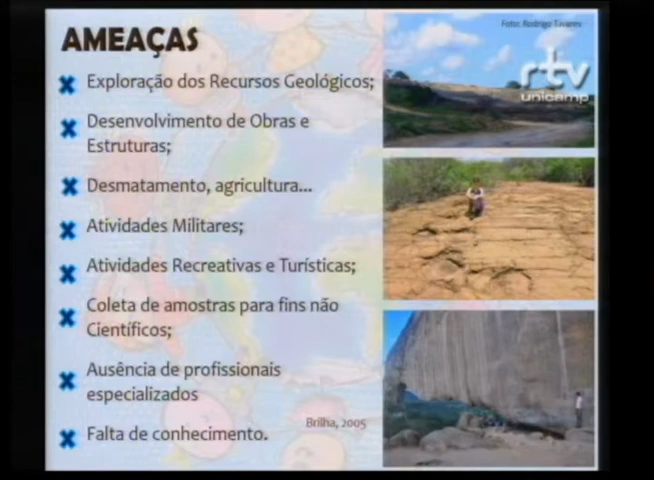 AMEAÇAS
Foto: Rodrigo Tavares
rtv
unicamp
Exploração dos Recursos Geológicos;
Desenvolvimento de Obras e
Estruturas;
Desmatamento, agricultura...
Atividades Militares;
Atividades Recreativas e Turísticas;
Coleta de amostras para fins não
Científicos;
Ausência de profissionais
especializados
Brilha, 2005
Falta de conhecimento.